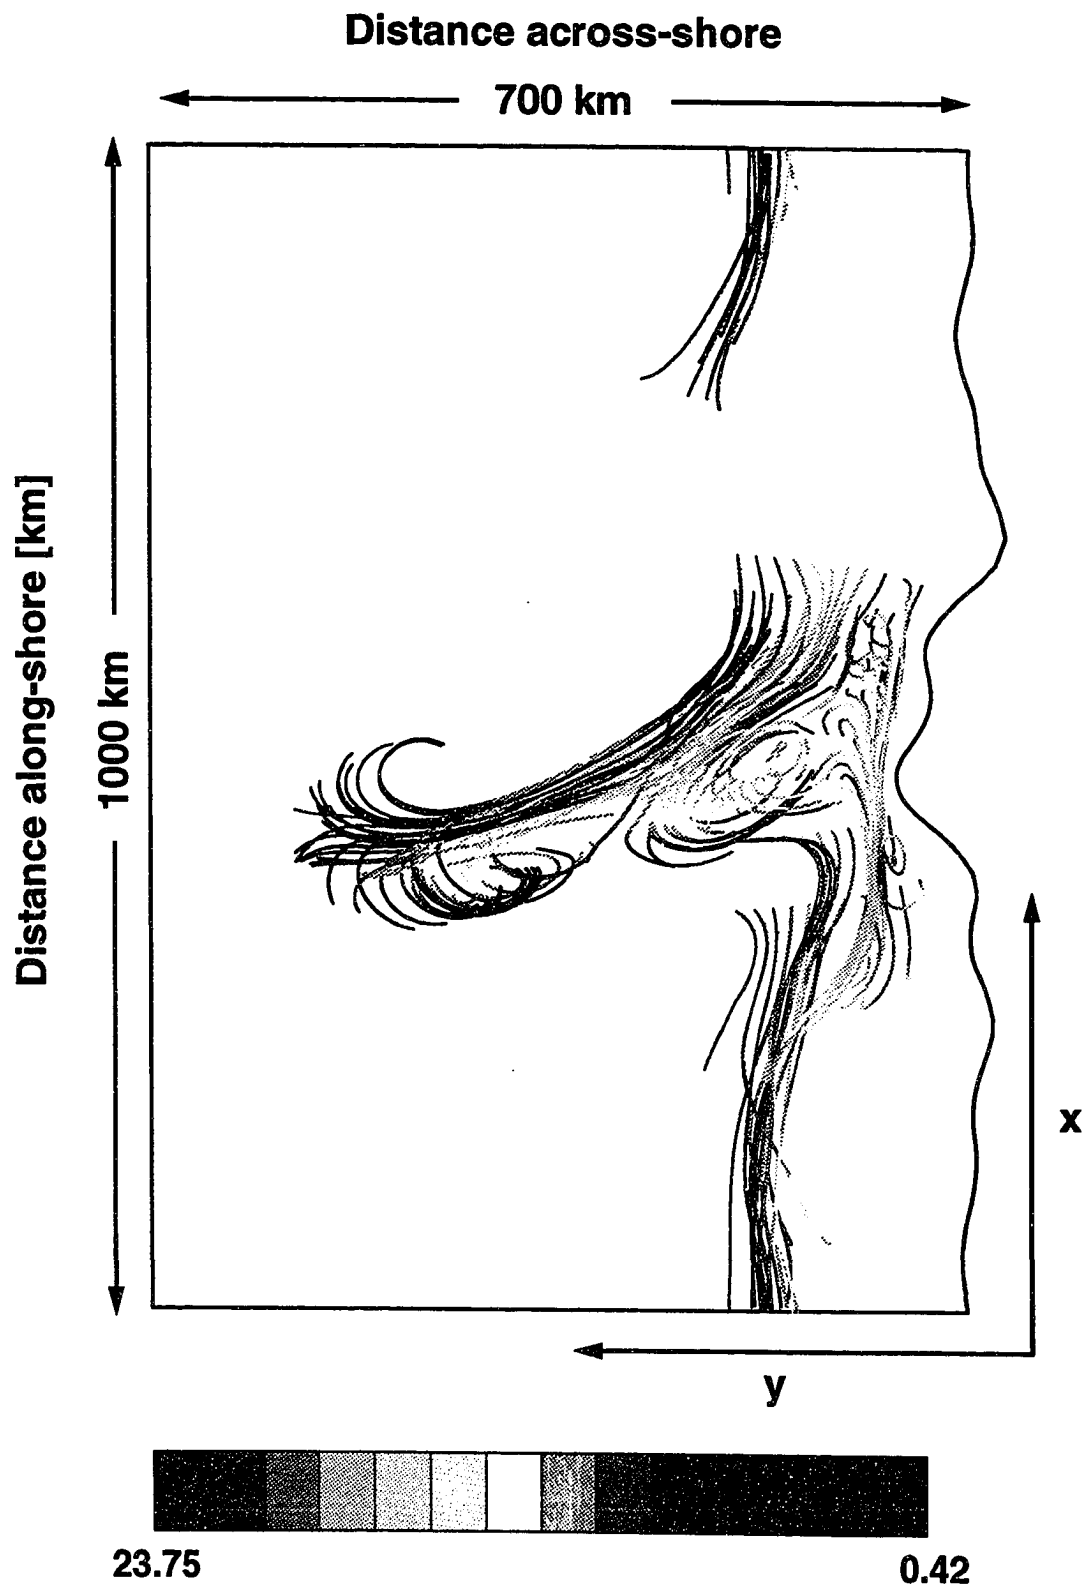 Distance across-shore
700 km
Distance along-shore [km]
1000 km
x
y
23.75
0.42